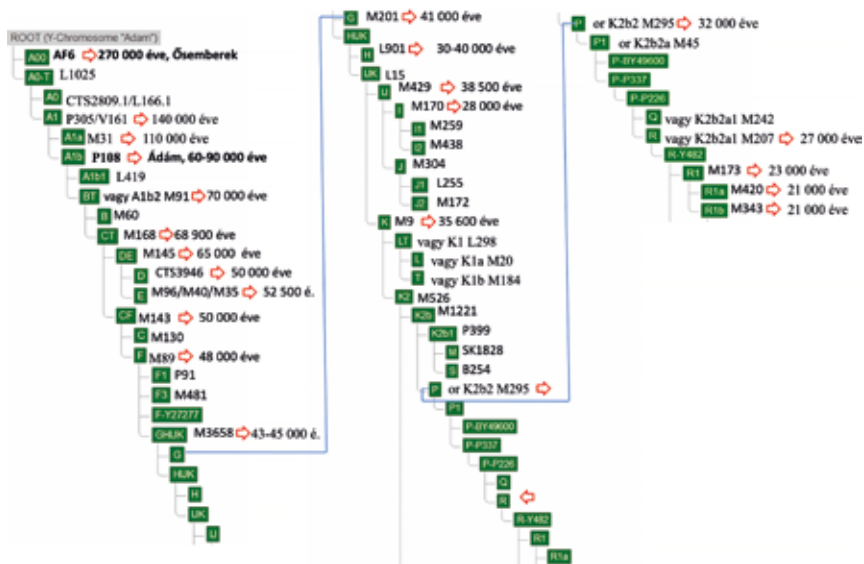 ROOT (Y-Chromosome "Adam")
A00 AF6 270 000 éve, Ősemberek
A0-T L1025
A0 CTS2809.1/L166.1
A1 P305/V161 140 000 éve
A1a M31 110 000 éve
A1b P108 Ádám, 60-90 000 éve
A1b1 L419
BT vagy A1b2 M91 70 000 éve
B M60
CT M168 68 900 éve
DE M145 65 000 éve
D CTS3946 50 000 éve
E M96/M40/M35 52 500 é.
CF M143 50 000 éve
C M130
F M89 48 000 éve
F1 P91
F3 M481
F-Y27277
GHIJK M3658 43-45 000 é.
G
HIJK
H
IJK
IJ
G M201 41 000 éve
HIJK
H L901 30-40 000 éve
IJK L15
IJ M429 38 500 éve
I M170 28 000 éve
I1 M259
I2 M438
J M304
J1 L255
J2 M172
K M9 35 600 éve
LT vagy K1 L298
L vagy K1a M20
T vagy K1b M184
K2 M526
K2b M1221
K2b1 P399
M SK1828
S B254
P or K2b2 M295
P1
P-BY49600
P-P337
P-P226
Q
R
R-Y482
R1
R1a
P or K2b2 M295 32 000 éve
P1 or K2b2a M45
P-BY49600
P-P337
P-P226
Q vagy K2b2a1 M242
R vagy K2b2a1 M207 27 000 éve
R-Y482
R1 M173 23 000 éve
R1a M420 21 000 éve
R1b M343 21 000 éve